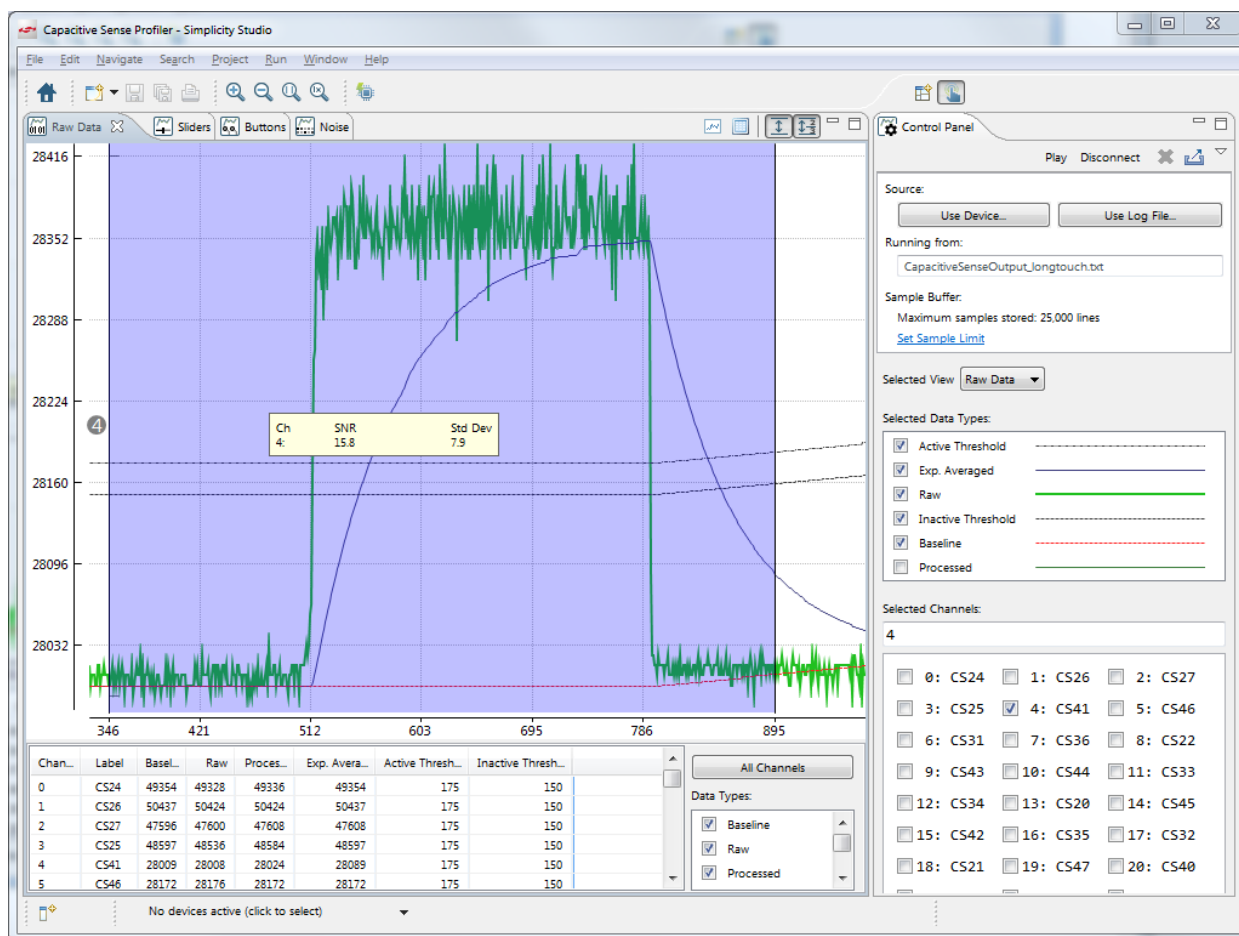 Capacitive Sense Profiler - Simplicity Studio
File Edit Navigate Search Project Run Window Help
Raw Data Sliders Buttons Noise
28416
28352
28288
28224
28160
28096
28032
4
Ch SNR Std Dev
4: 15.8 7.9
346 421 512 603 695 786 895
Chan... Label Basel... Raw Proces... Exp. Avera... Active Thresh... Inactive Thresh...
0 CS24 49354 49328 49336 49354 175 150
1 CS26 50437 50424 50424 50437 175 150
2 CS27 47596 47600 47608 47608 175 150
3 CS25 48597 48536 48584 48597 175 150
4 CS41 28009 28008 28024 28089 175 150
5 CS46 28172 28176 28172 28172 175 150
All Channels
Data Types:
Baseline
Raw
Processed
Control Panel
Play Disconnect
Source:
Use Device... Use Log File...
Running from:
CapacitiveSenseOutput_longtouch.txt
Sample Buffer:
Maximum samples stored: 25,000 lines
Set Sample Limit
Selected View Raw Data
Selected Data Types:
Active Threshold
Exp. Averaged
Raw
Inactive Threshold
Baseline
Processed
Selected Channels:
4
0: CS24 1: CS26 2: CS27
3: CS25 4: CS41 5: CS46
6: CS31 7: CS36 8: CS22
9: CS43 10: CS44 11: CS33
12: CS34 13: CS20 14: CS45
15: CS42 16: CS35 17: CS32
18: CS21 19: CS47 20: CS40
No devices active (click to select)